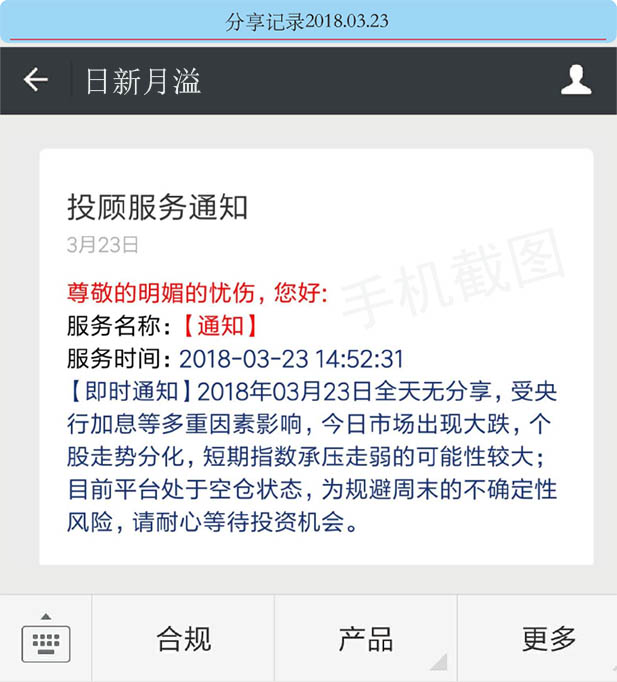 分享记录2018.03.23
日新月溢
投顾服务通知
3月23日
手机截图
尊敬的明媚的忧伤，您好:
服务名称：【通知】
服务时间：2018-03-23 14:52:31
【即时通知】2018年03月23日全天无分享，受央
行加息等多重因素影响，今日市场出现大跌，个
股走势分化，短期指数承压走弱的可能性较大；
目前平台处于空仓状态，为规避周末的不确定性
风险，请耐心等待投资机会。
合规
产品
更多